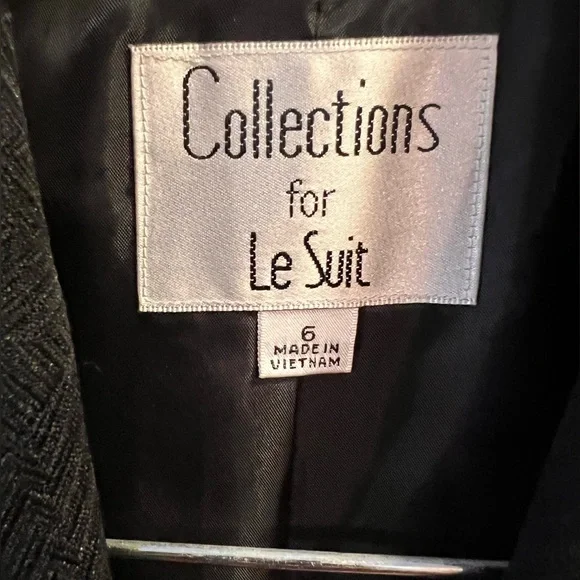 Collections
for
Le Suit
6
MADE IN
VIETNAM